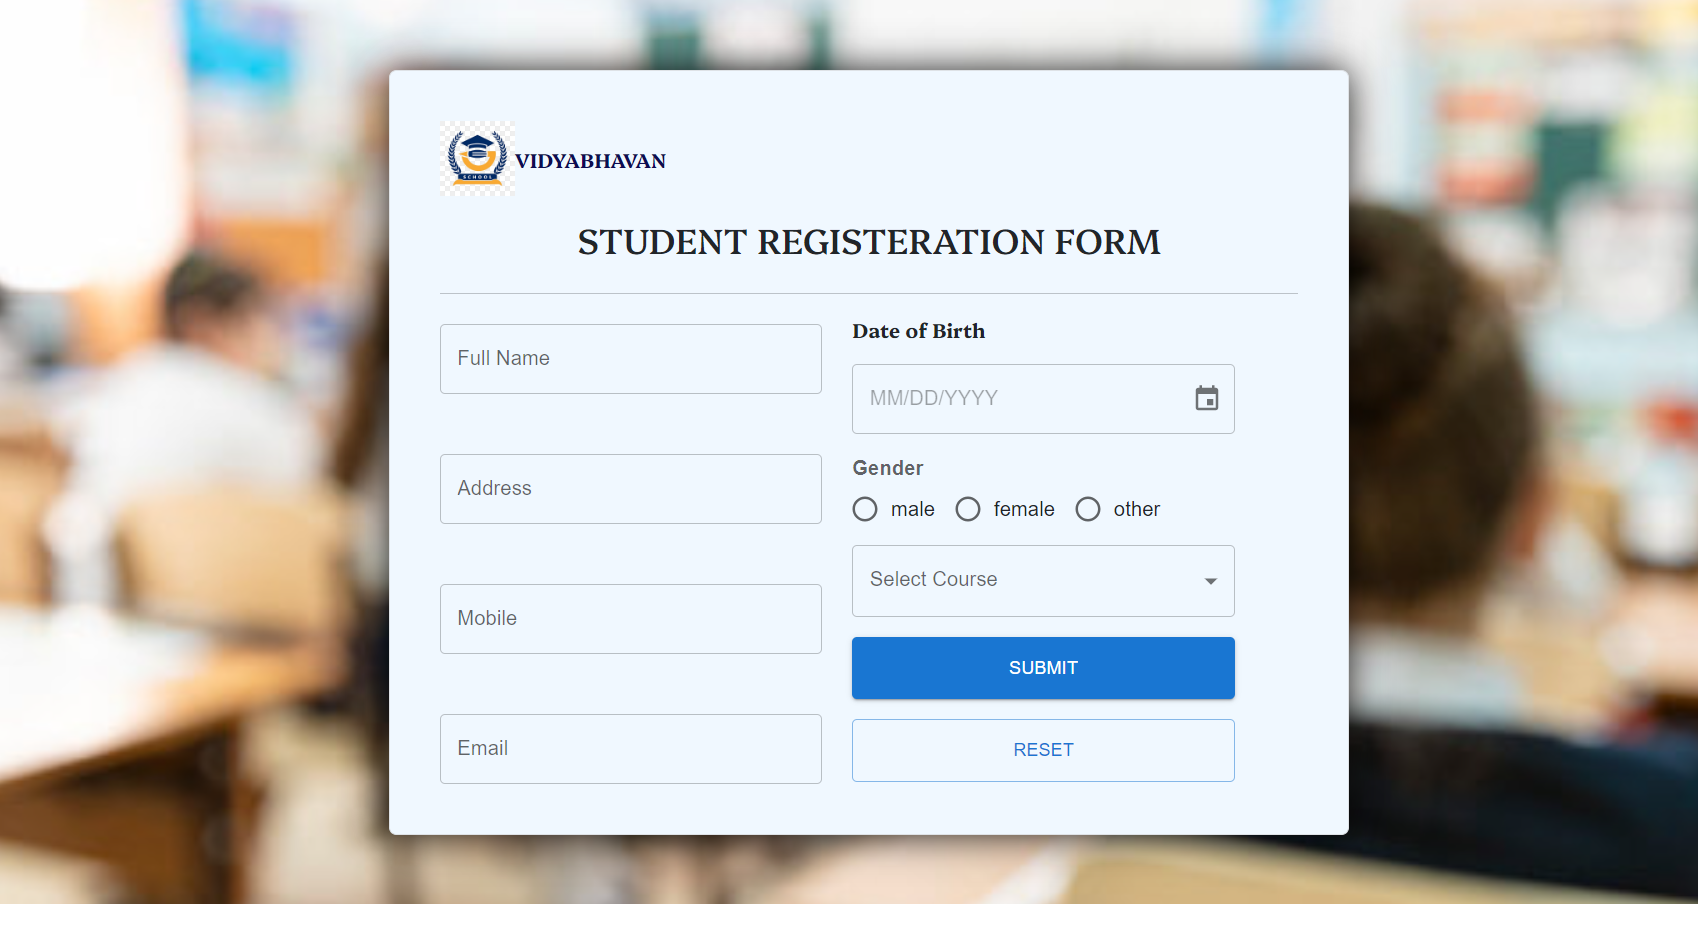 SCHOOL
VIDYABHAVAN
STUDENT REGISTERATION FORM
Full Name
Address
Mobile
Email
Date of Birth
MM/DD/YYYY
Gender
male female other
Select Course
SUBMIT
RESET